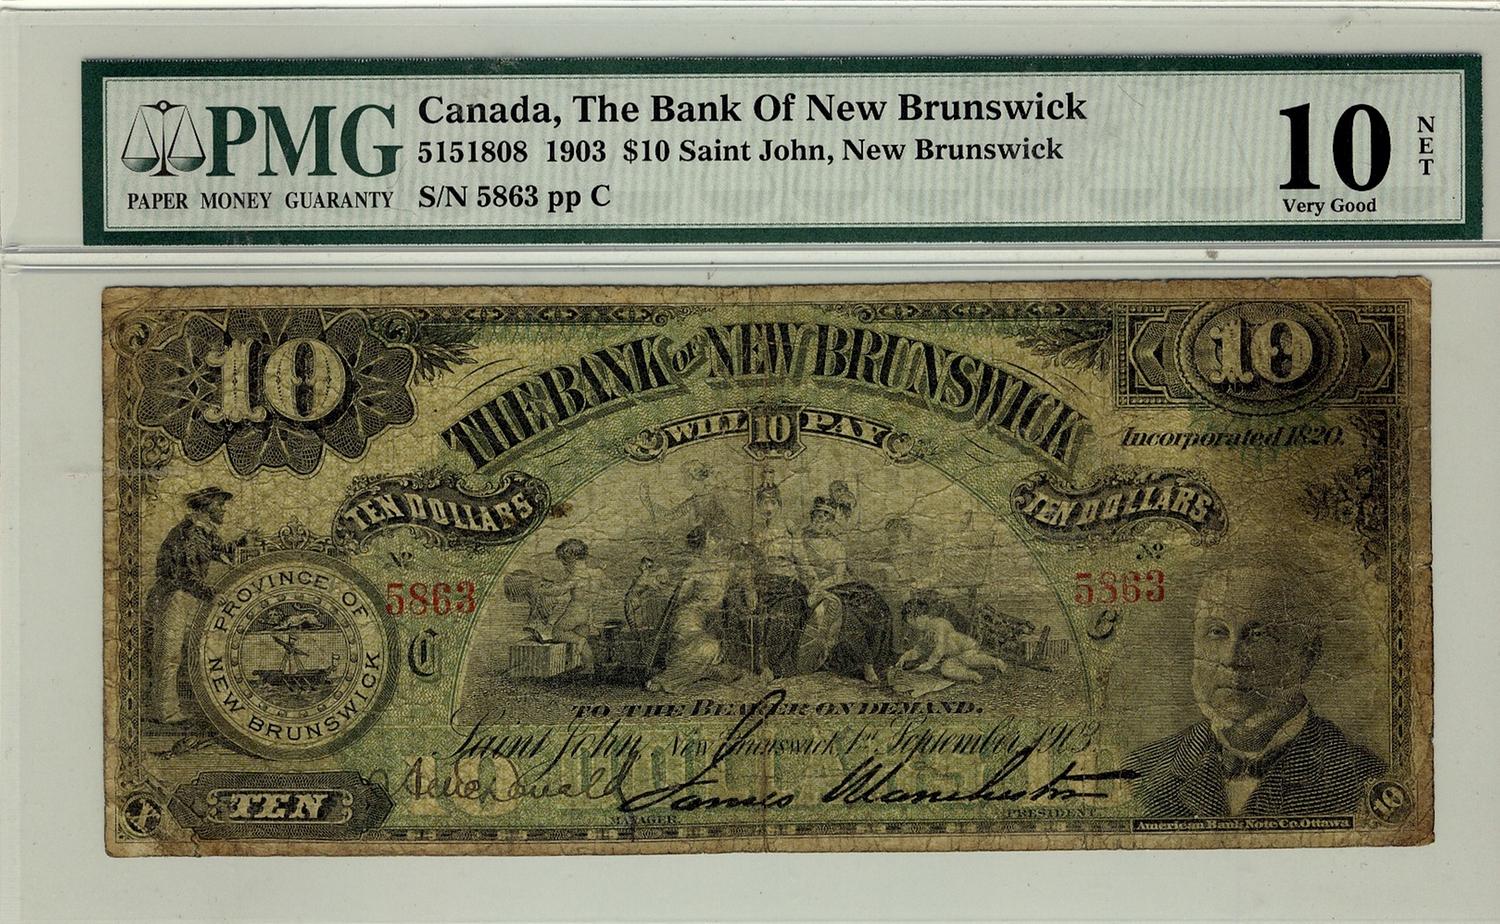 PMG
PAPER MONEY GUARANTY
Canada, The Bank Of New Brunswick
5151808 1903 $10 Saint John, New Brunswick
S/N 5863 pp C
10 NET
Very Good
10
THE BANK OF NEW BRUNSWICK
10
WILL 10 PAY
Incorporated 1820.
TEN DOLLARS
TEN DOLLARS
No
No
5863
5863
C
C
PROVINCE OF NEW BRUNSWICK
TO THE BEARER ON DEMAND.
Saint John, New Brunswick, 1st September, 1903.
James Manchester
TEN
MANAGER.
PRESIDENT
American Bank Note Co. Ottawa
10